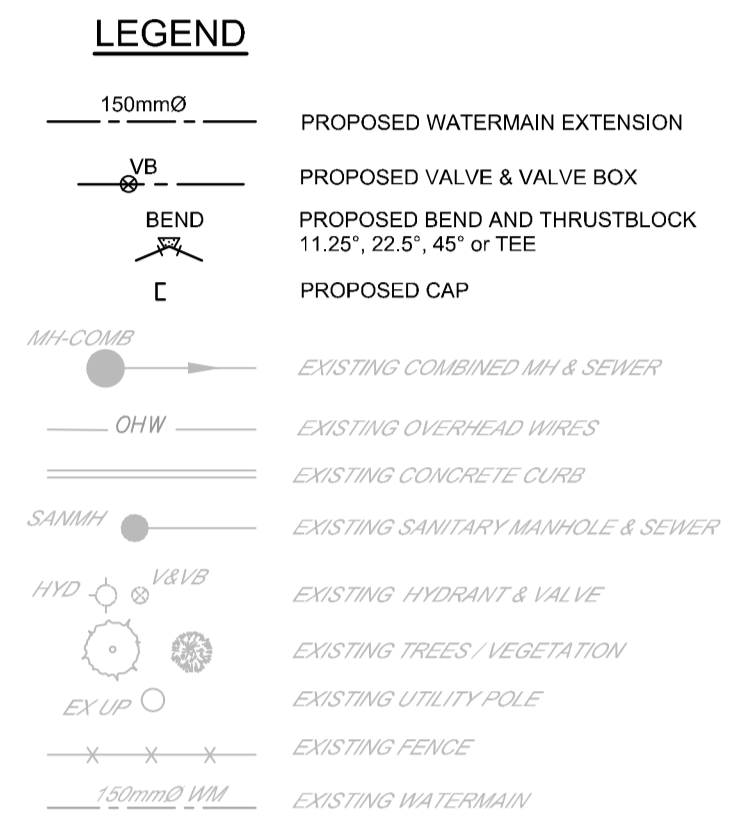 LEGEND
150mmØ
PROPOSED WATERMAIN EXTENSION
VB
PROPOSED VALVE & VALVE BOX
BEND
PROPOSED BEND AND THRUSTBLOCK
11.25°, 22.5°, 45° or TEE
PROPOSED CAP
MH-COMB
EXISTING COMBINED MH & SEWER
OHW
EXISTING OVERHEAD WIRES
EXISTING CONCRETE CURB
SANMH
EXISTING SANITARY MANHOLE & SEWER
HYD
V&VB
EXISTING HYDRANT & VALVE
EXISTING TREES / VEGETATION
EX UP
EXISTING UTILITY POLE
EXISTING FENCE
150mmØ WM
EXISTING WATERMAIN